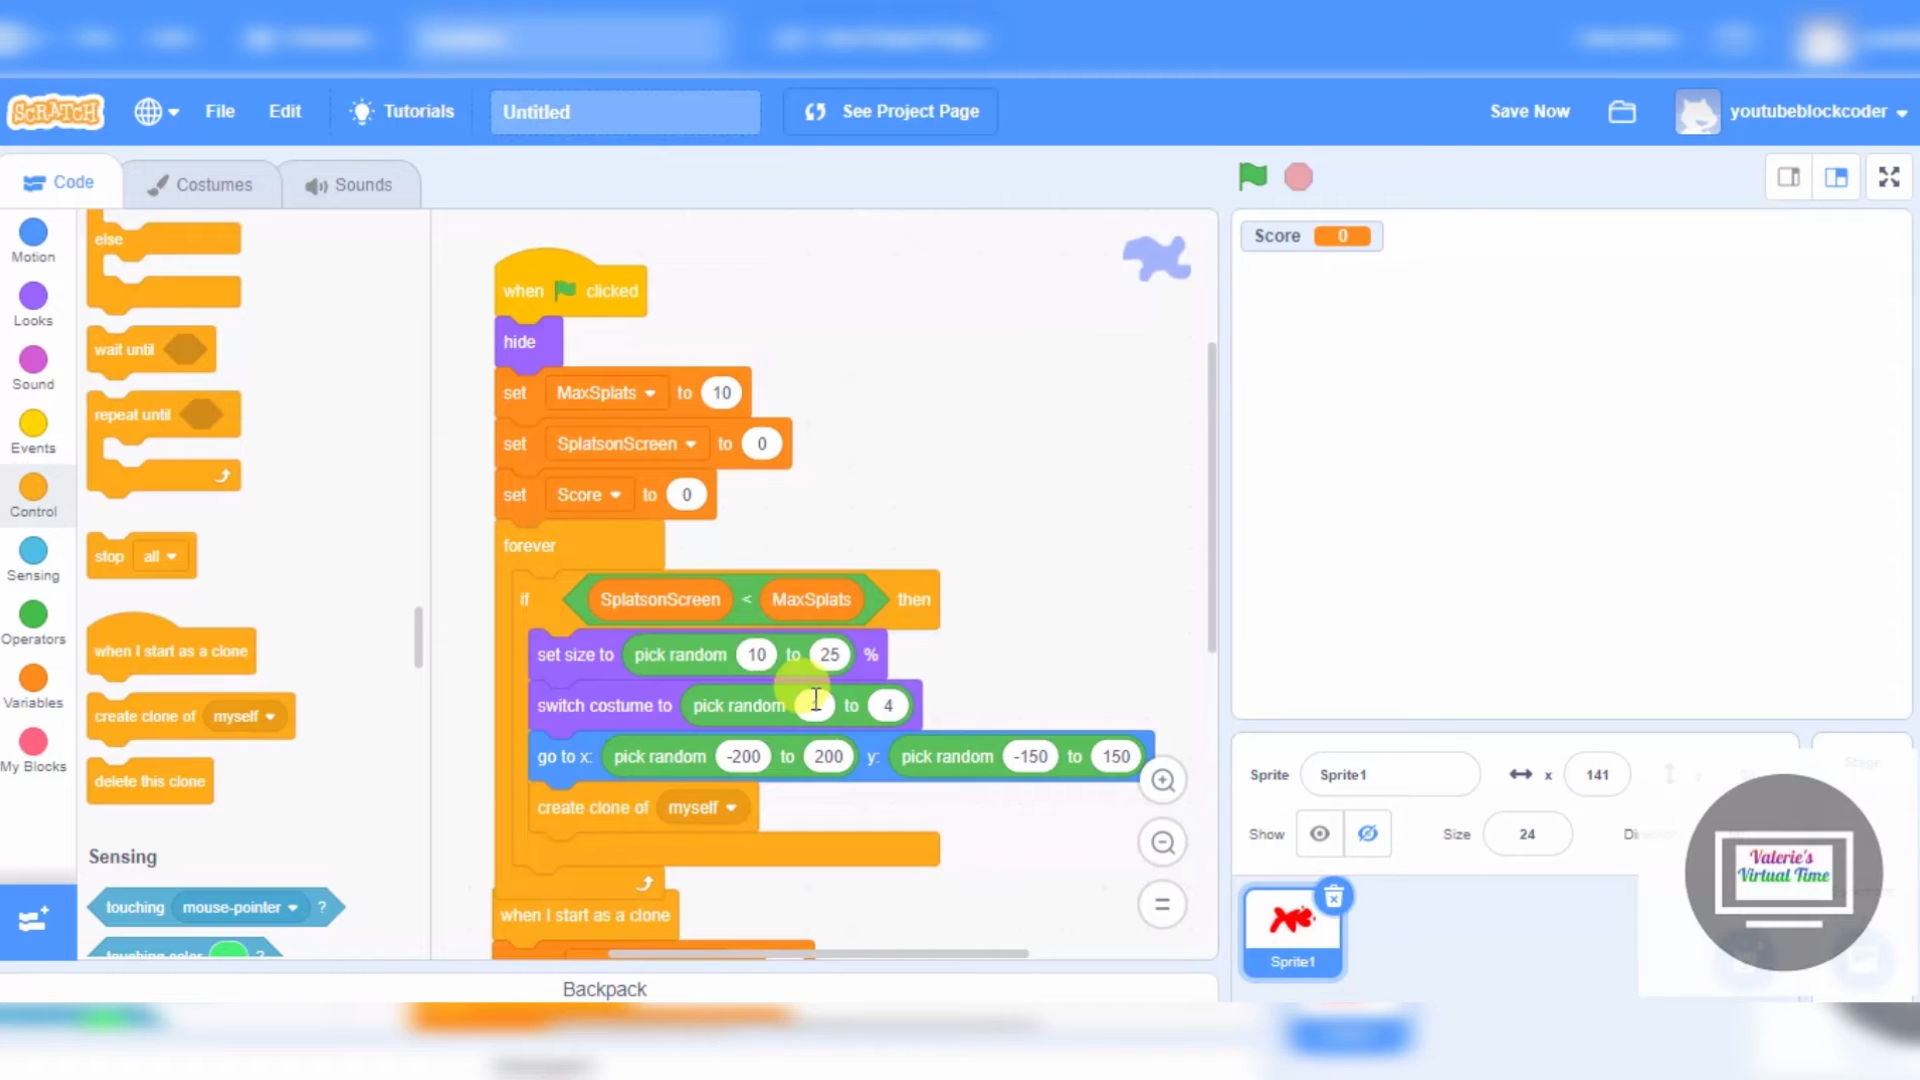 SCRATCH File Edit Tutorials Untitled See Project Page Save Now youtubeblockcoder
Code Costumes Sounds
Motion
Looks
Sound
Events
Control
Sensing
Operators
Variables
My Blocks
else
wait until
repeat until
stop all
when I start as a clone
create clone of myself
delete this clone
Sensing
touching mouse-pointer ?
touching color ?
when clicked
hide
set MaxSplats to 10
set SplatsonScreen to 0
set Score to 0
forever
if SplatsonScreen < MaxSplats then
set size to pick random 10 to 25 %
switch costume to pick random to 4
go to x: pick random -200 to 200 y: pick random -150 to 150
create clone of myself
when I start as a clone
Backpack
Score 0
Sprite Sprite1 x 141
Show Size 24
Sprite1
Valerie's
Virtual Time